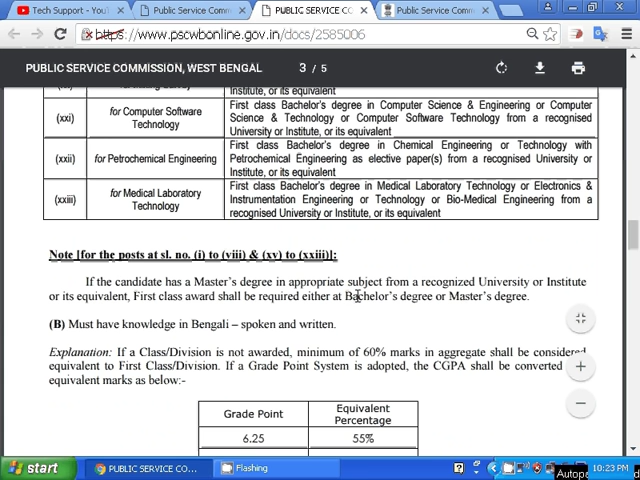 Tech Support - YouT
Public Service Comm
PUBLIC SERVICE CO
Public Service Comm
https://www.pscwbonline.gov.in/docs/2585006
PUBLIC SERVICE COMMISSION, WEST BENGAL 3 / 5
Institute, or its equivalent
(xxi) for Computer Software Technology First class Bachelor's degree in Computer Science & Engineering or Computer
Science & Technology or Computer Software Technology from a recognised
University or Institute, or its equivalent
(xxii) for Petrochemical Engineering First class Bachelor's degree in Chemical Engineering or Technology with
Petrochemical Engineering as elective paper(s) from a recognised University or
Institute, or its equivalent
(xxiii) for Medical Laboratory Technology First class Bachelor's degree in Medical Laboratory Technology or Electronics &
Instrumentation Engineering or Technology or Bio-Medical Engineering from a
recognised University or Institute, or its equivalent
Note [for the posts at sl. no. (i) to (viii) & (xv) to (xxiii)]:
If the candidate has a Master's degree in appropriate subject from a recognized University or Institute
or its equivalent, First class award shall be required either at Bachelor's degree or Master's degree.
(B) Must have knowledge in Bengali – spoken and written.
Explanation: If a Class/Division is not awarded, minimum of 60% marks in aggregate shall be considered
equivalent to First Class/Division. If a Grade Point System is adopted, the CGPA shall be converted
equivalent marks as below:-
Grade Point Equivalent Percentage
6.25 55%
start
PUBLIC SERVICE CO...
Flashing
10:23 PM